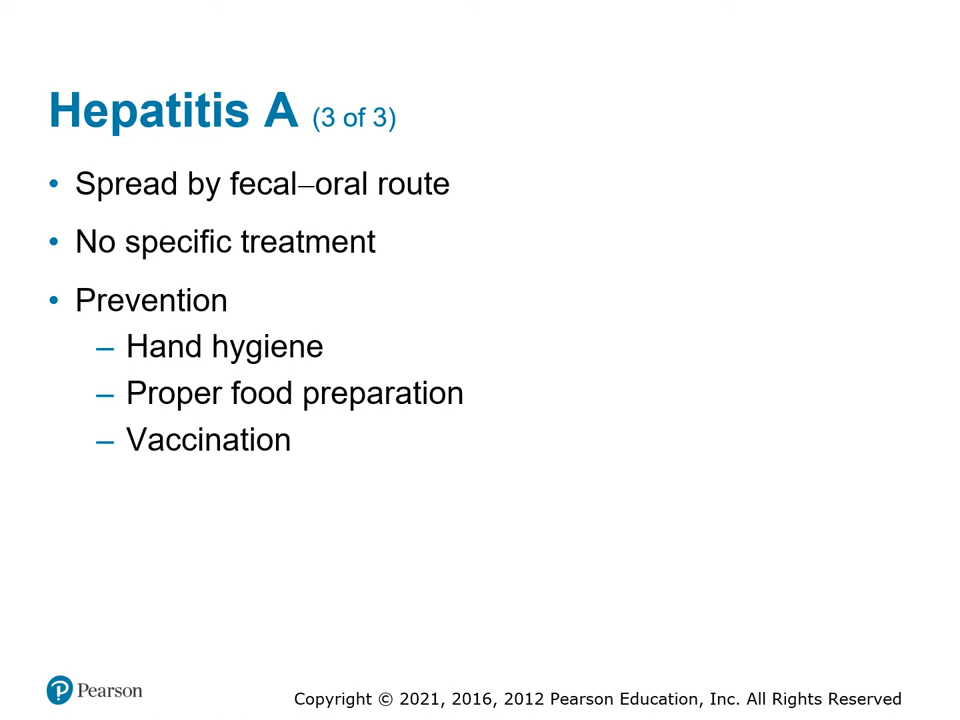 Hepatitis A (3 of 3)
• Spread by fecal–oral route
• No specific treatment
• Prevention
– Hand hygiene
– Proper food preparation
– Vaccination
Pearson
Copyright © 2021, 2016, 2012 Pearson Education, Inc. All Rights Reserved